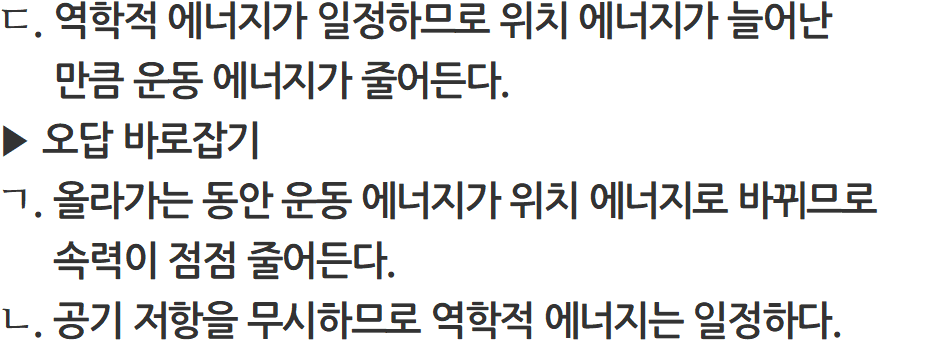 ㄷ. 역학적 에너지가 일정하므로 위치 에너지가 늘어난
만큼 운동 에너지가 줄어든다.
▶ 오답 바로잡기
ㄱ. 올라가는 동안 운동 에너지가 위치 에너지로 바뀌므로
속력이 점점 줄어든다.
ㄴ. 공기 저항을 무시하므로 역학적 에너지는 일정하다.